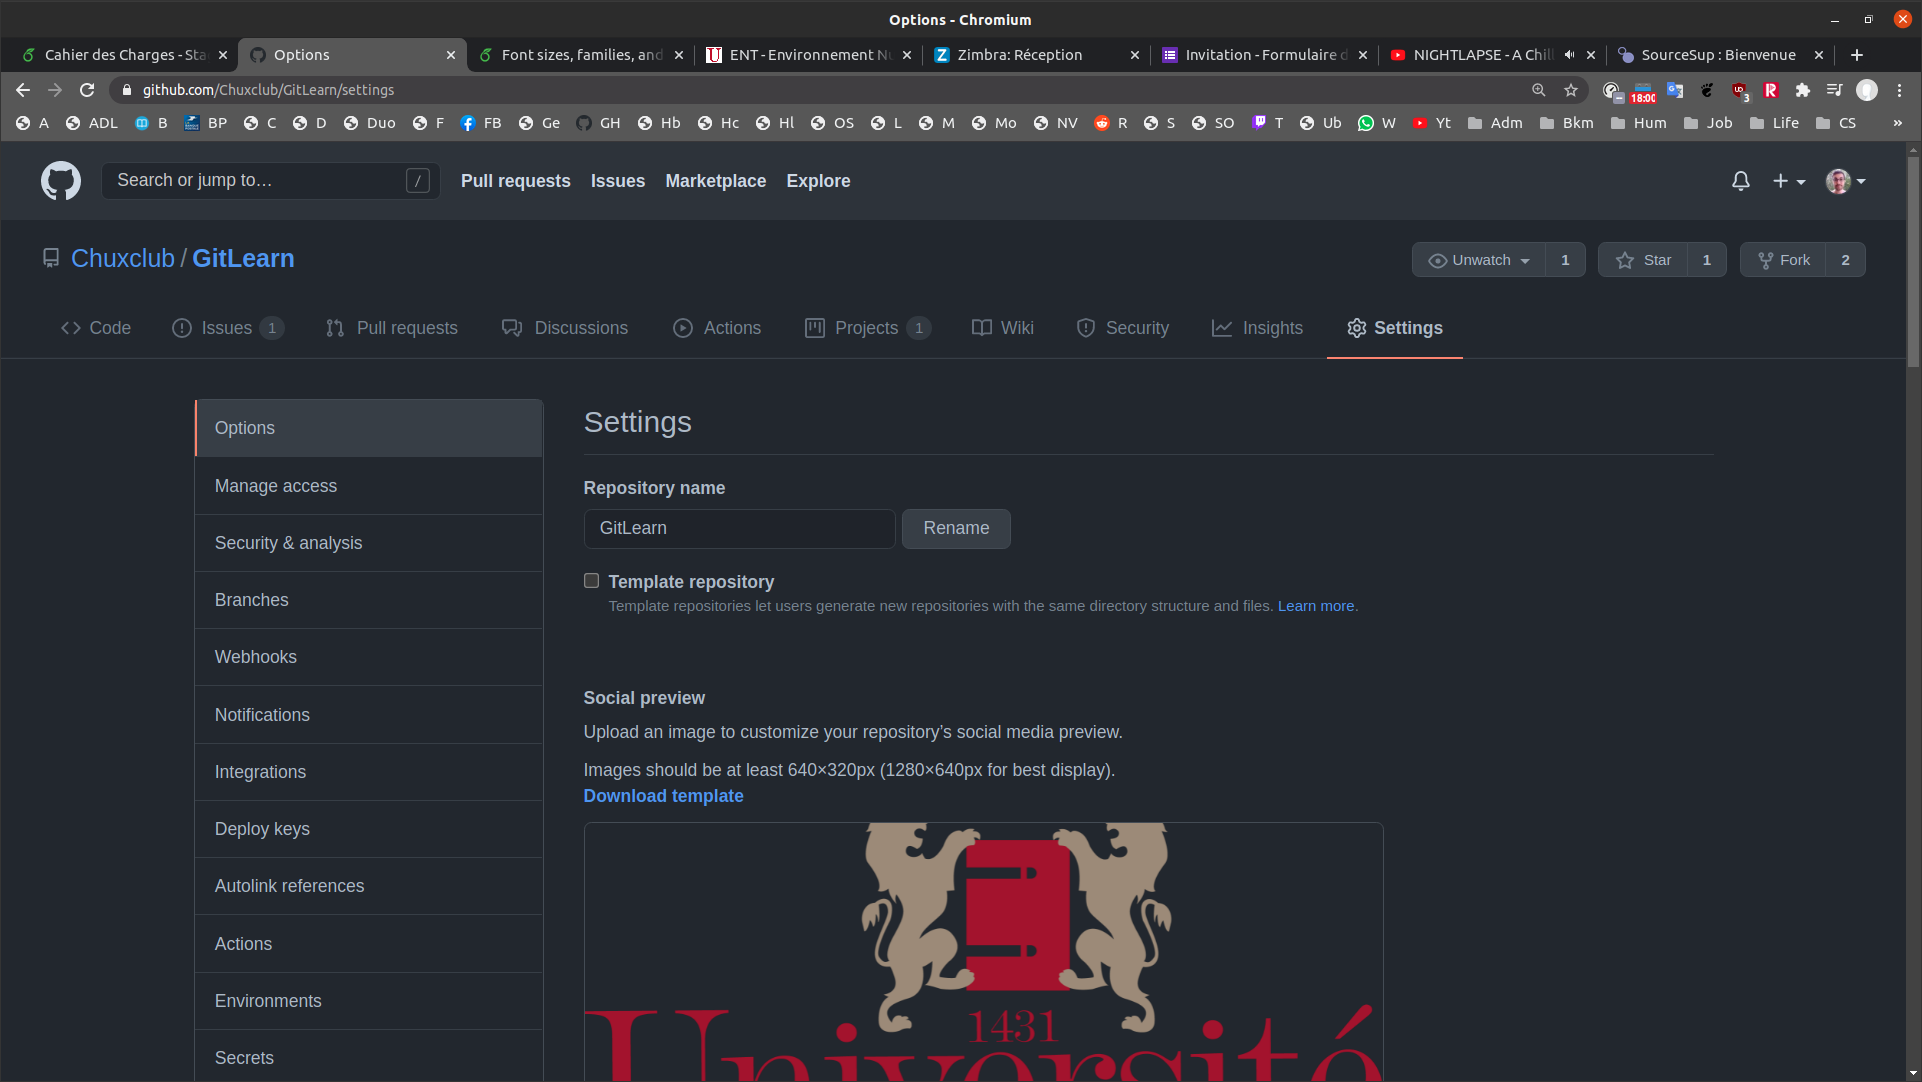 Options - Chromium
Cahier des Charges - Sta
Options
Font sizes, families, and
ENT - Environnement Nu
Zimbra: Réception
Invitation - Formulaire d
NIGHTLAPSE - A Chill
SourceSup : Bienvenue
github.com/Chuxclub/GitLearn/settings
18:00
3
A ADL B BP C D Duo F FB Ge GH Hb Hc Hl OS L M Mo NV R S SO T Ub W Yt Adm Bkm Hum Job Life CS »
Search or jump to… /
Pull requests Issues Marketplace Explore
Chuxclub / GitLearn
Unwatch 1 Star 1 Fork 2
Code Issues 1 Pull requests Discussions Actions Projects 1 Wiki Security Insights Settings
Options
Manage access
Security & analysis
Branches
Webhooks
Notifications
Integrations
Deploy keys
Autolink references
Actions
Environments
Secrets
Settings
Repository name
GitLearn Rename
Template repository
Template repositories let users generate new repositories with the same directory structure and files. Learn more.
Social preview
Upload an image to customize your repository's social media preview.
Images should be at least 640×320px (1280×640px for best display).
Download template
1431
Université